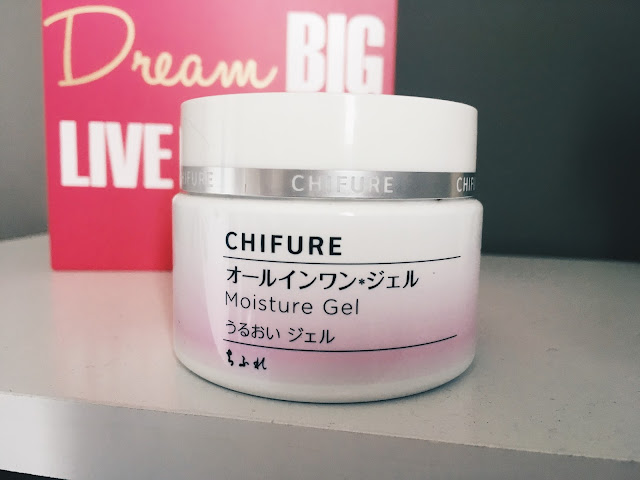 Dream BIG
LIVE
CHIFURE CHIFURE
CHIFURE
オールインワン*ジェル
Moisture Gel
うるおい ジェル
ちふれ